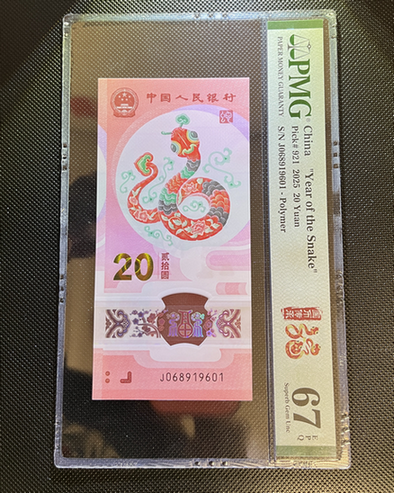 中国人民银行
20
贰拾圆
J068919601
PMG
PAPER MONEY GUARANTY
China "Year of the Snake"
Pick# 921 2025 20 Yuan
S/N J068919601 - Polymer
67
EPQ
Superb Gem Unc